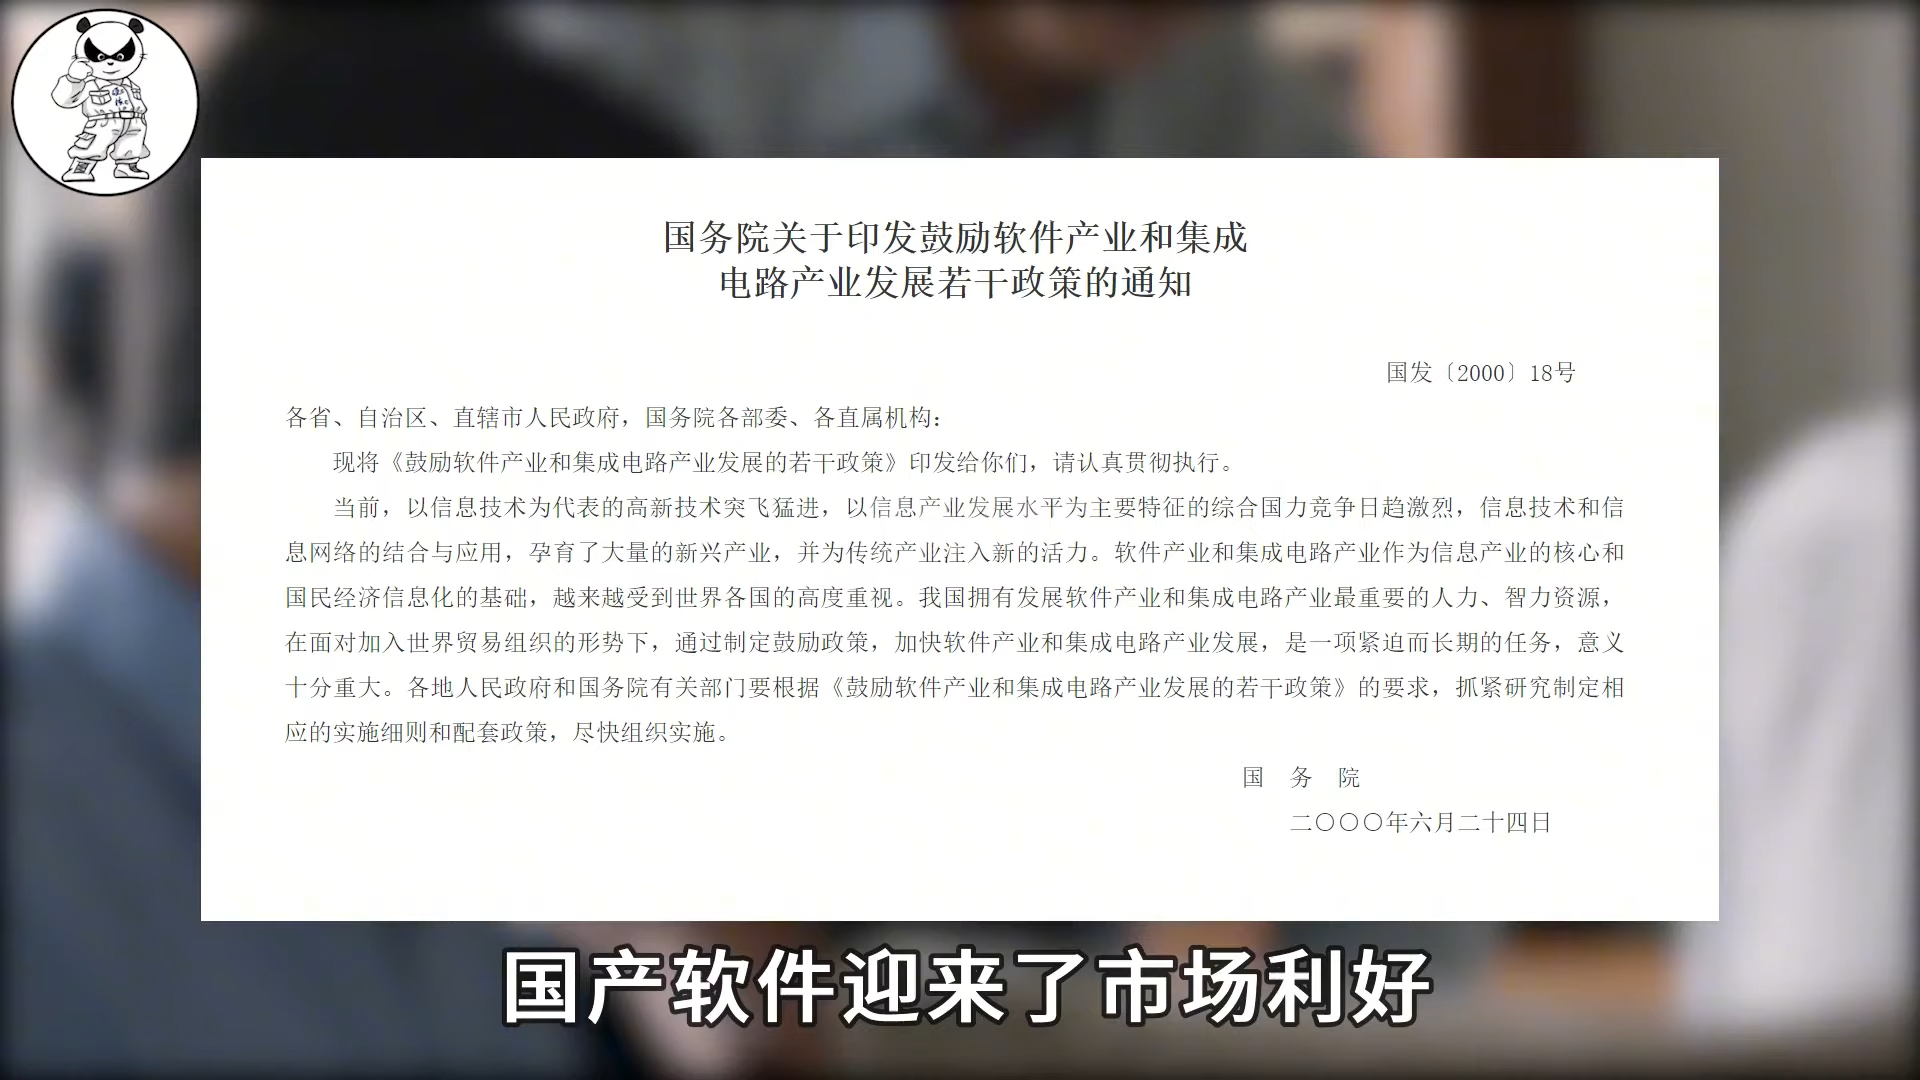 国务院关于印发鼓励软件产业和集成
电路产业发展若干政策的通知
国发〔2000〕18号
各省、自治区、直辖市人民政府，国务院各部委、各直属机构：
现将《鼓励软件产业和集成电路产业发展的若干政策》印发给你们，请认真贯彻执行。
当前，以信息技术为代表的高新技术突飞猛进，以信息产业发展水平为主要特征的综合国力竞争日趋激烈，信息技术和信
息网络的结合与应用，孕育了大量的新兴产业，并为传统产业注入新的活力。软件产业和集成电路产业作为信息产业的核心和
国民经济信息化的基础，越来越受到世界各国的高度重视。我国拥有发展软件产业和集成电路产业最重要的人力、智力资源，
在面对加入世界贸易组织的形势下，通过制定鼓励政策，加快软件产业和集成电路产业发展，是一项紧迫而长期的任务，意义
十分重大。各地人民政府和国务院有关部门要根据《鼓励软件产业和集成电路产业发展的若干政策》的要求，抓紧研究制定相
应的实施细则和配套政策，尽快组织实施。
国 务 院
二〇〇〇年六月二十四日
国产软件迎来了市场利好